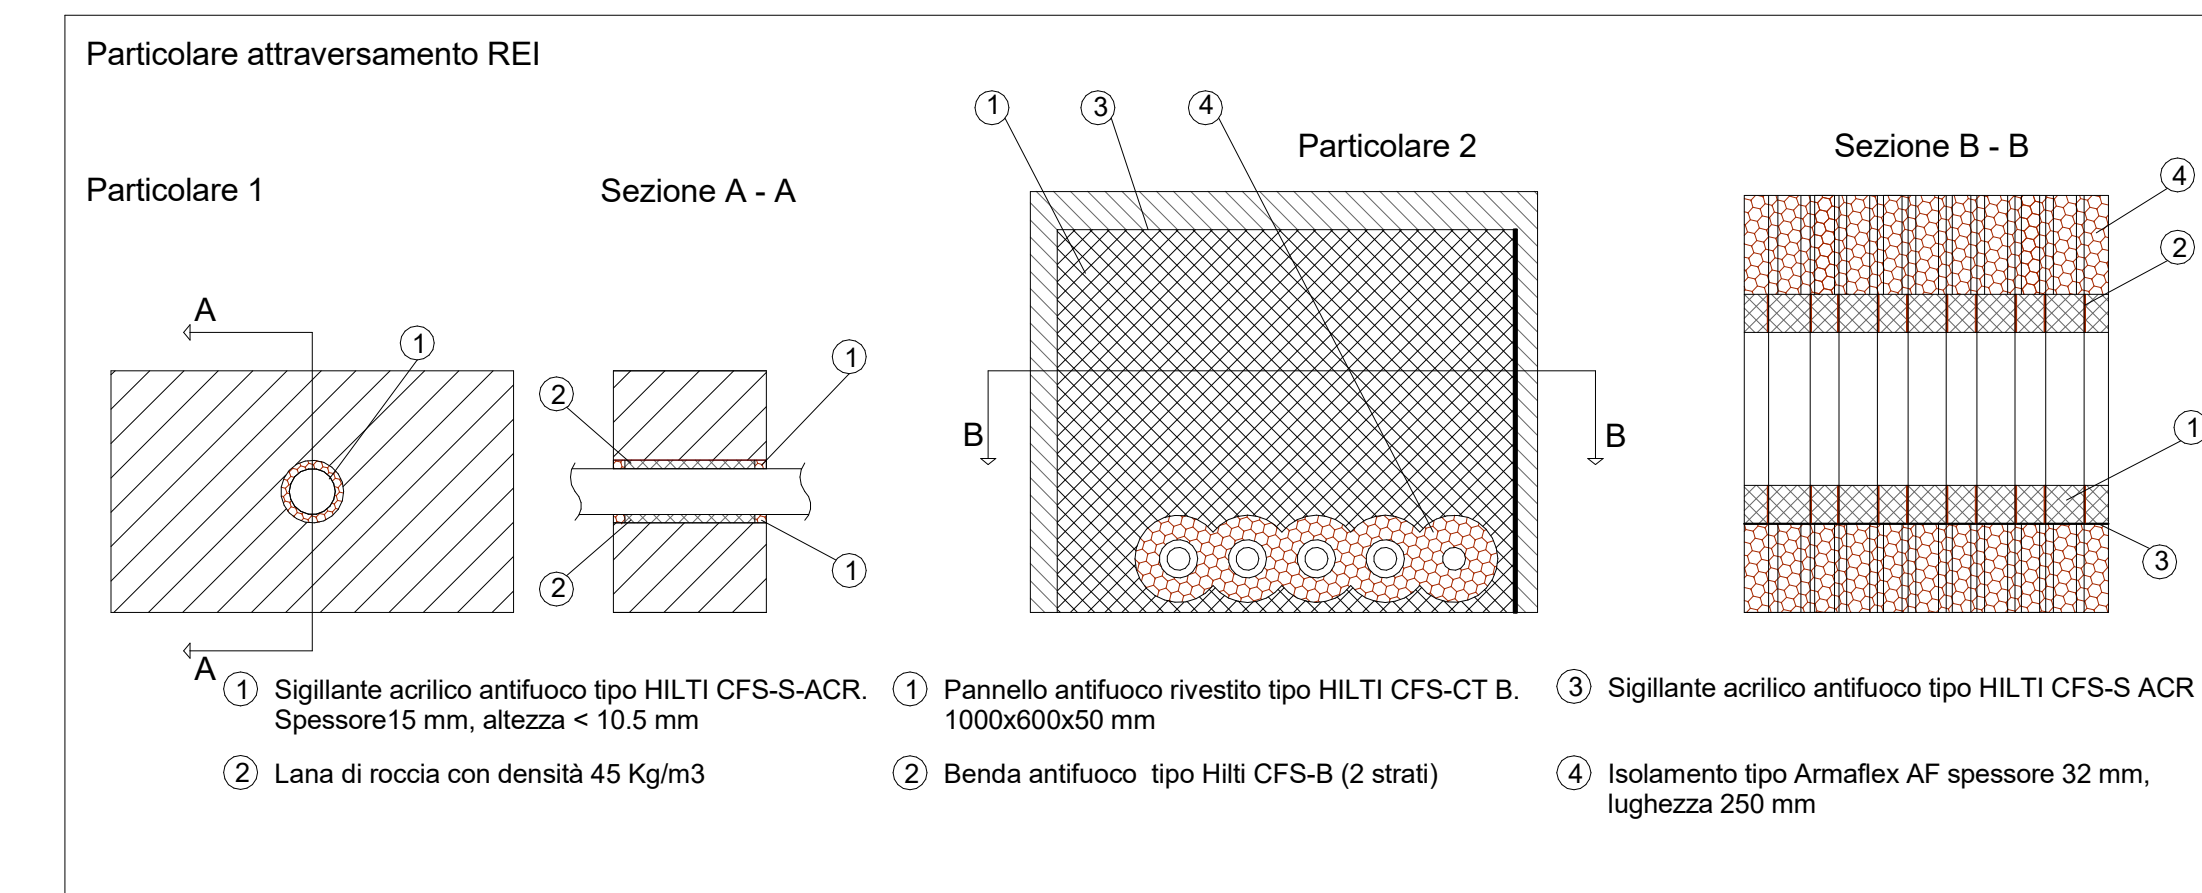 Particolare attraversamento REI
Particolare 1
Sezione A - A
Particolare 2
Sezione B - B
1
3
4
4
2
A
1
1
2
B
B
1
2
1
3
A
1 Sigillante acrilico antifuoco tipo HILTI CFS-S-ACR.
Spessore15 mm, altezza < 10.5 mm
2 Lana di roccia con densità 45 Kg/m3
1 Pannello antifuoco rivestito tipo HILTI CFS-CT B.
1000x600x50 mm
2 Benda antifuoco tipo Hilti CFS-B (2 strati)
3 Sigillante acrilico antifuoco tipo HILTI CFS-S ACR
4 Isolamento tipo Armaflex AF spessore 32 mm,
lughezza 250 mm